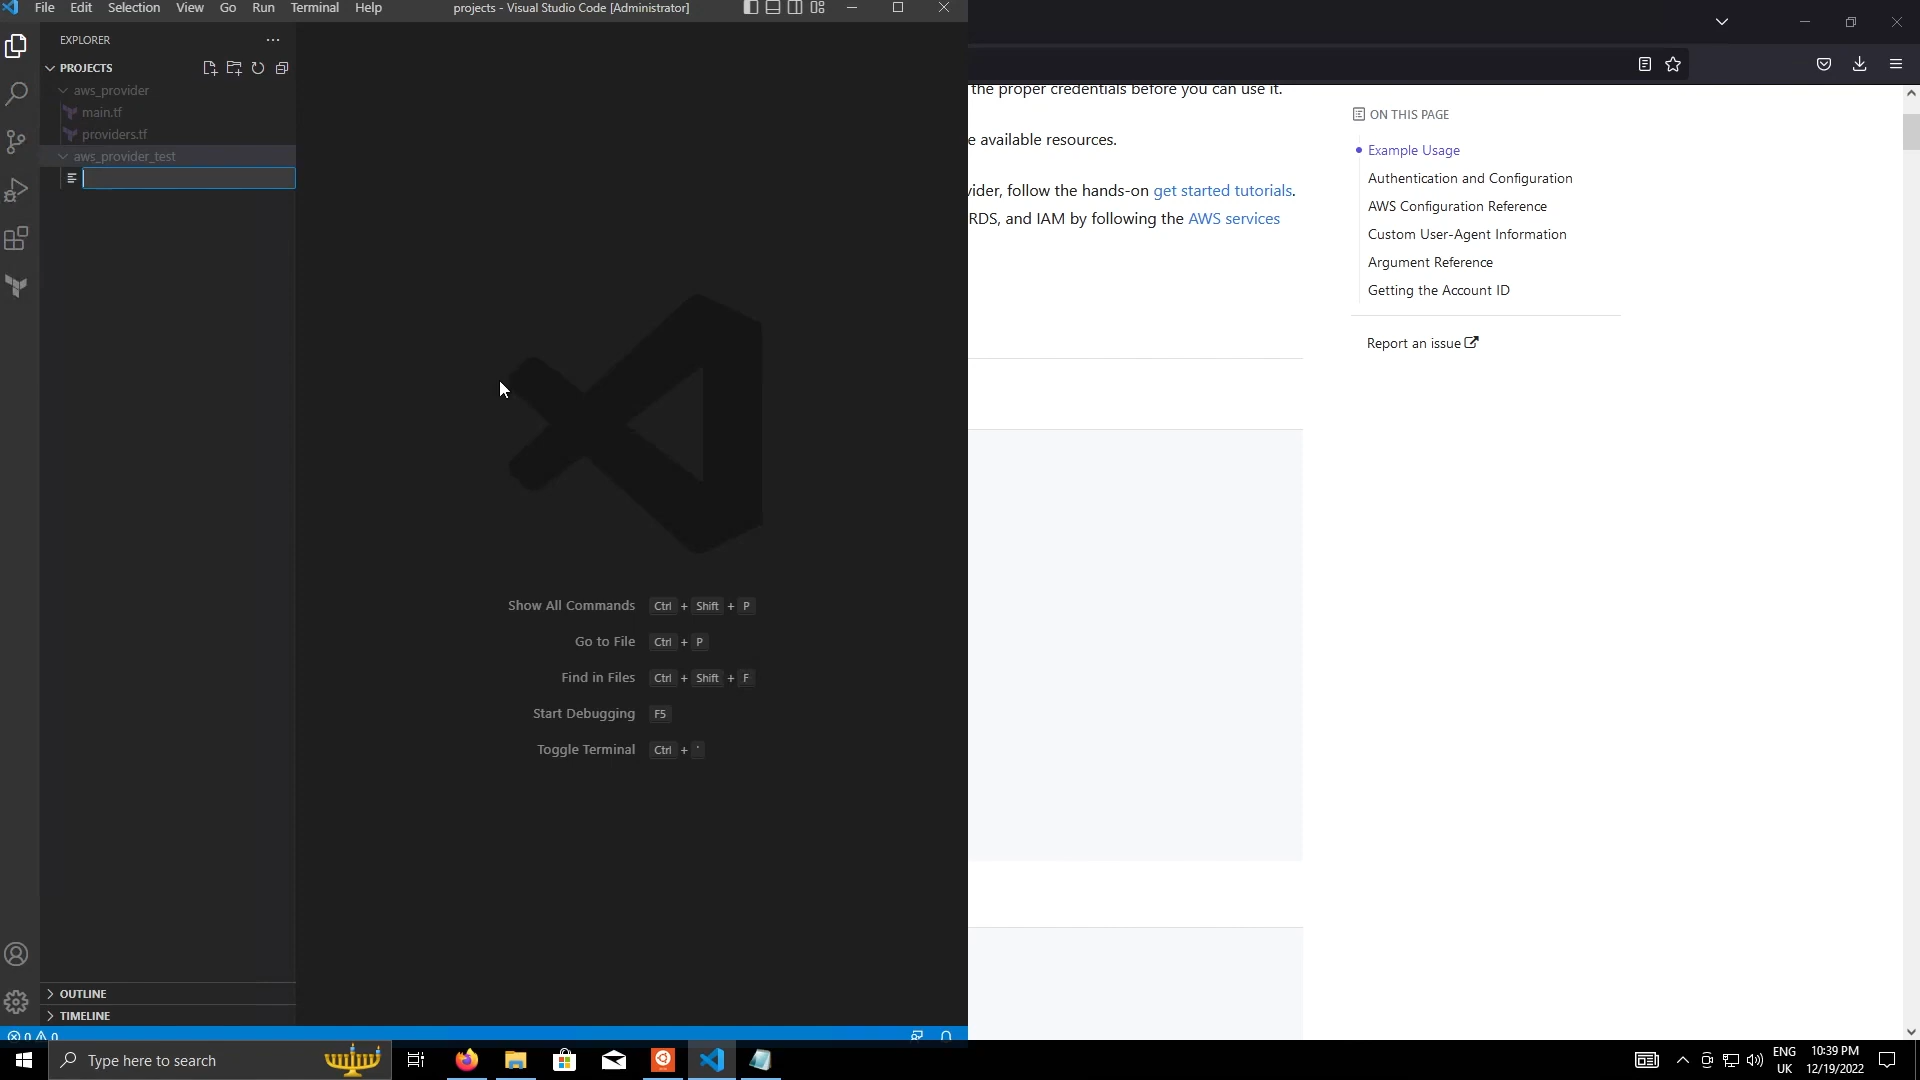 File Edit Selection View Go Run Terminal Help
projects - Visual Studio Code [Administrator]
EXPLORER
PROJECTS
aws_provider
main.tf
providers.tf
aws_provider_test
Show All Commands Ctrl + Shift + P
Go to File Ctrl + P
Find in Files Ctrl + Shift + F
Start Debugging F5
Toggle Terminal Ctrl + `
OUTLINE
TIMELINE
0 0
the proper credentials before you can use it.
e available resources.
vider, follow the hands-on get started tutorials.
RDS, and IAM by following the AWS services
ON THIS PAGE
Example Usage
Authentication and Configuration
AWS Configuration Reference
Custom User-Agent Information
Argument Reference
Getting the Account ID
Report an issue
Type here to search
ENG
UK
10:39 PM
12/19/2022